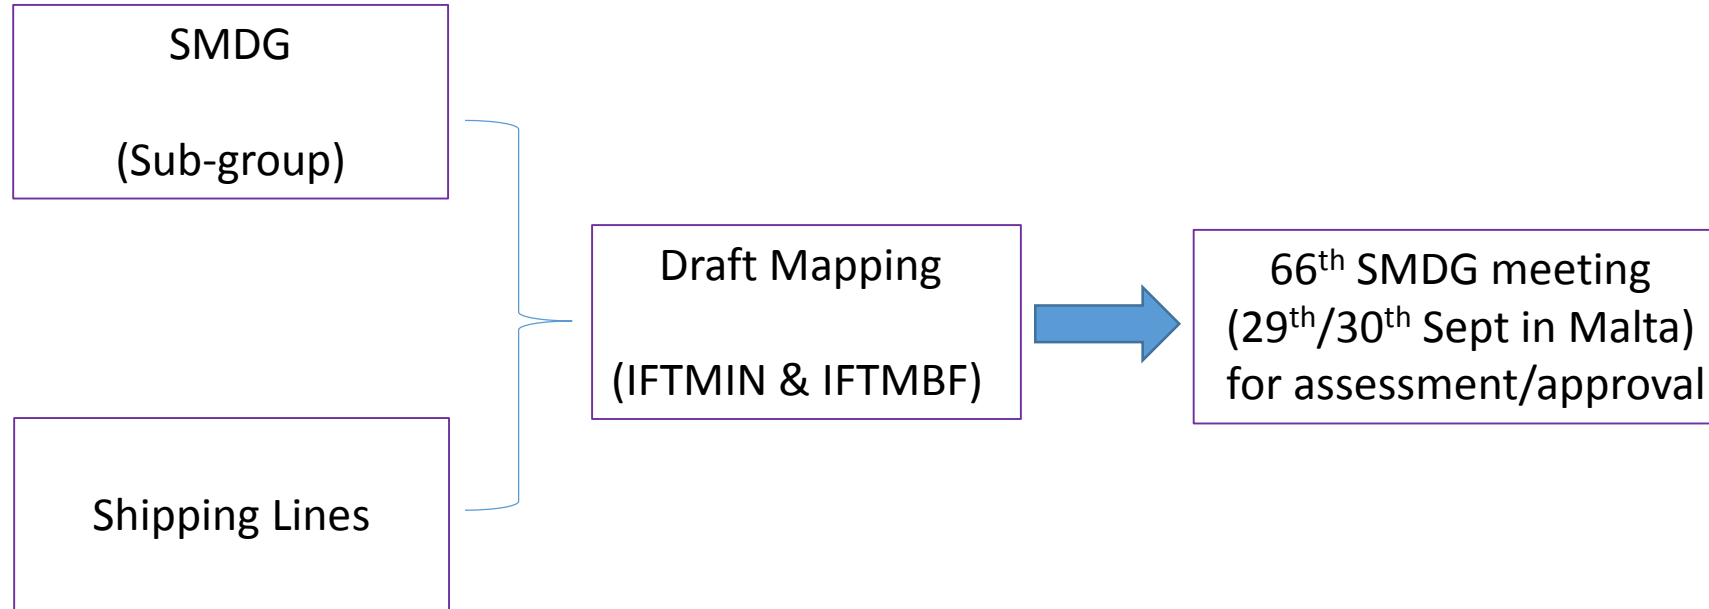 SMDG
(Sub-group)
Shipping Lines
Draft Mapping
(IFTMIN & IFTMBF)
66th SMDG meeting
(29th/30th Sept in Malta)
for assessment/approval